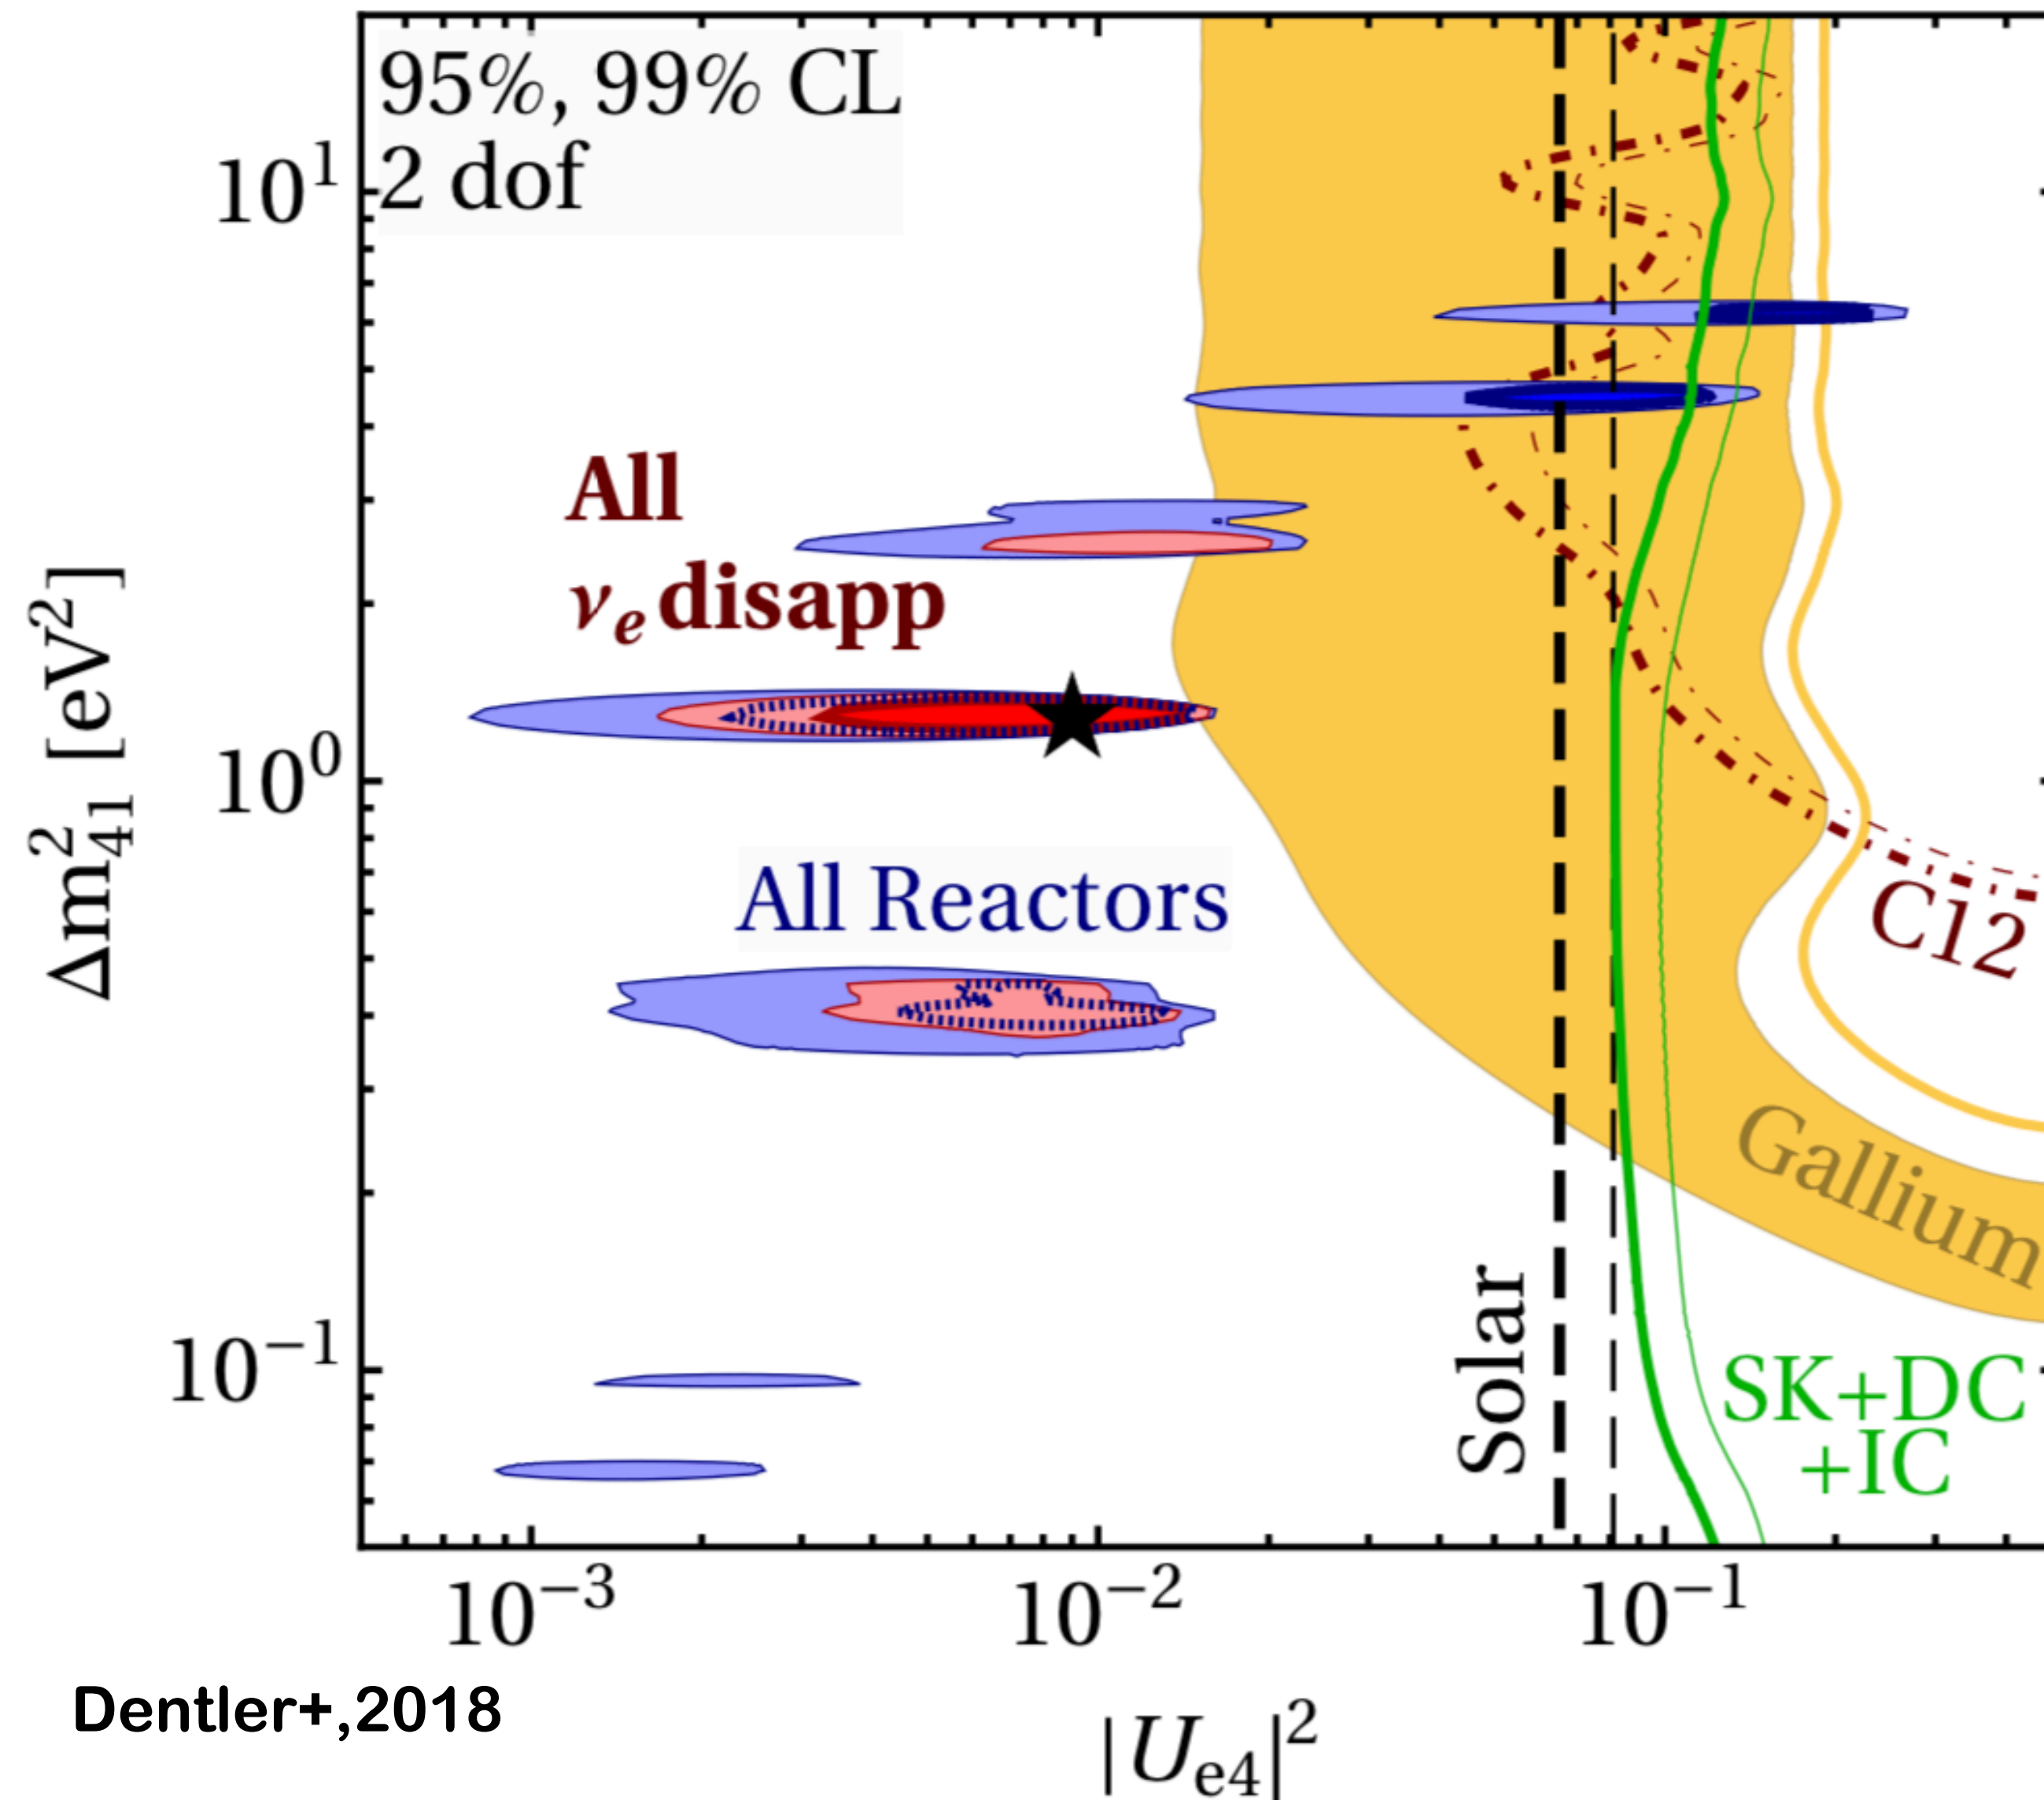 95%, 99% CL
2 dof
10¹
All
νₑ disapp
Δm²₄₁ [eV²]
10⁰
All Reactors
C12
Gallium
Solar
10⁻¹
SK+DC
+IC
10⁻³
10⁻²
10⁻¹
Dentler+,2018
|Uₑ₄|²